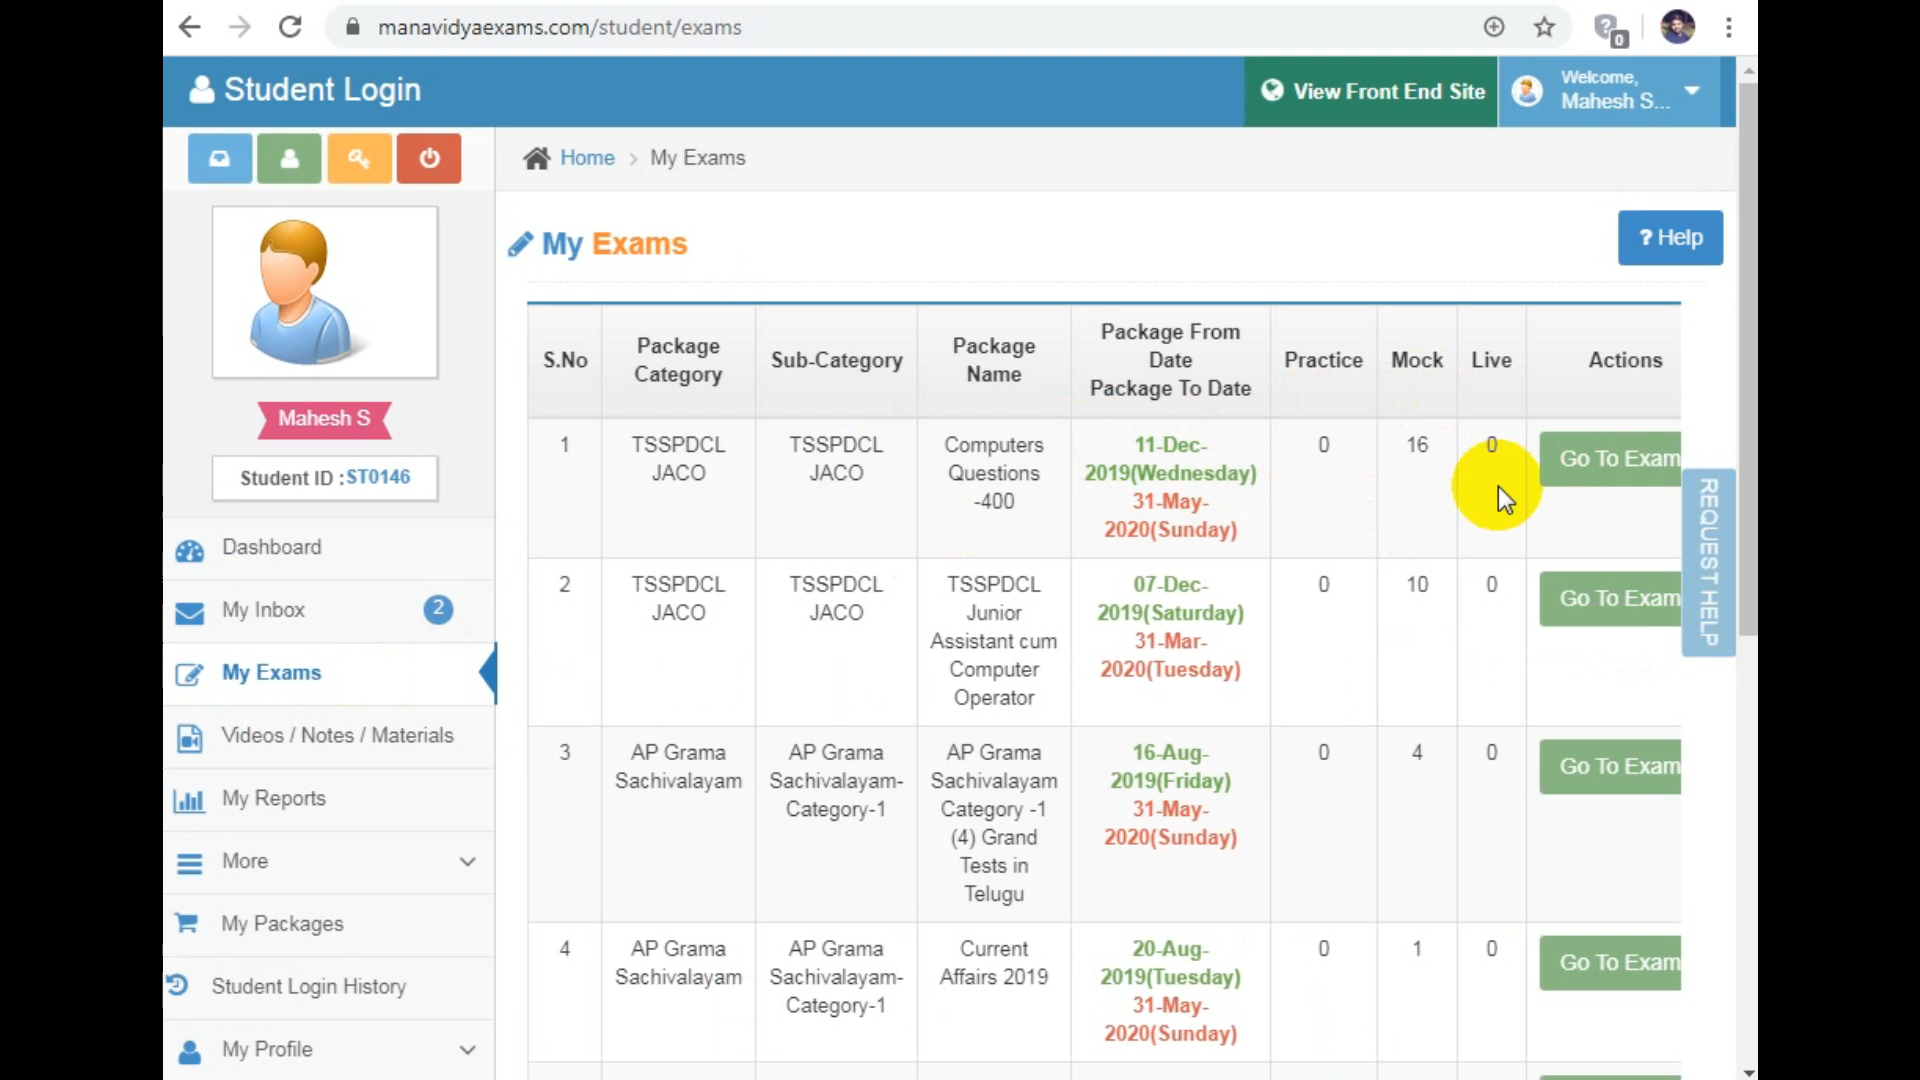 manavidyaexams.com/student/exams
0
Student Login
View Front End Site
Welcome,
Mahesh S...
Home > My Exams
My Exams
? Help
Mahesh S
Student ID :ST0146
Dashboard
My Inbox 2
My Exams
Videos / Notes / Materials
My Reports
More
My Packages
Student Login History
My Profile
S.No
Package
Category
Sub-Category
Package
Name
Package From
Date
Package To Date
Practice
Mock
Live
Actions
1
TSSPDCL
JACO
TSSPDCL
JACO
Computers
Questions
-400
11-Dec-
2019(Wednesday)
31-May-
2020(Sunday)
0
16
0
Go To Exam
2
TSSPDCL
JACO
TSSPDCL
JACO
TSSPDCL
Junior
Assistant cum
Computer
Operator
07-Dec-
2019(Saturday)
31-Mar-
2020(Tuesday)
0
10
0
Go To Exam
3
AP Grama
Sachivalayam
AP Grama
Sachivalayam-
Category-1
AP Grama
Sachivalayam
Category -1
(4) Grand
Tests in
Telugu
16-Aug-
2019(Friday)
31-May-
2020(Sunday)
0
4
0
Go To Exam
4
AP Grama
Sachivalayam
AP Grama
Sachivalayam-
Category-1
Current
Affairs 2019
20-Aug-
2019(Tuesday)
31-May-
2020(Sunday)
0
1
0
Go To Exam
REQUEST HELP